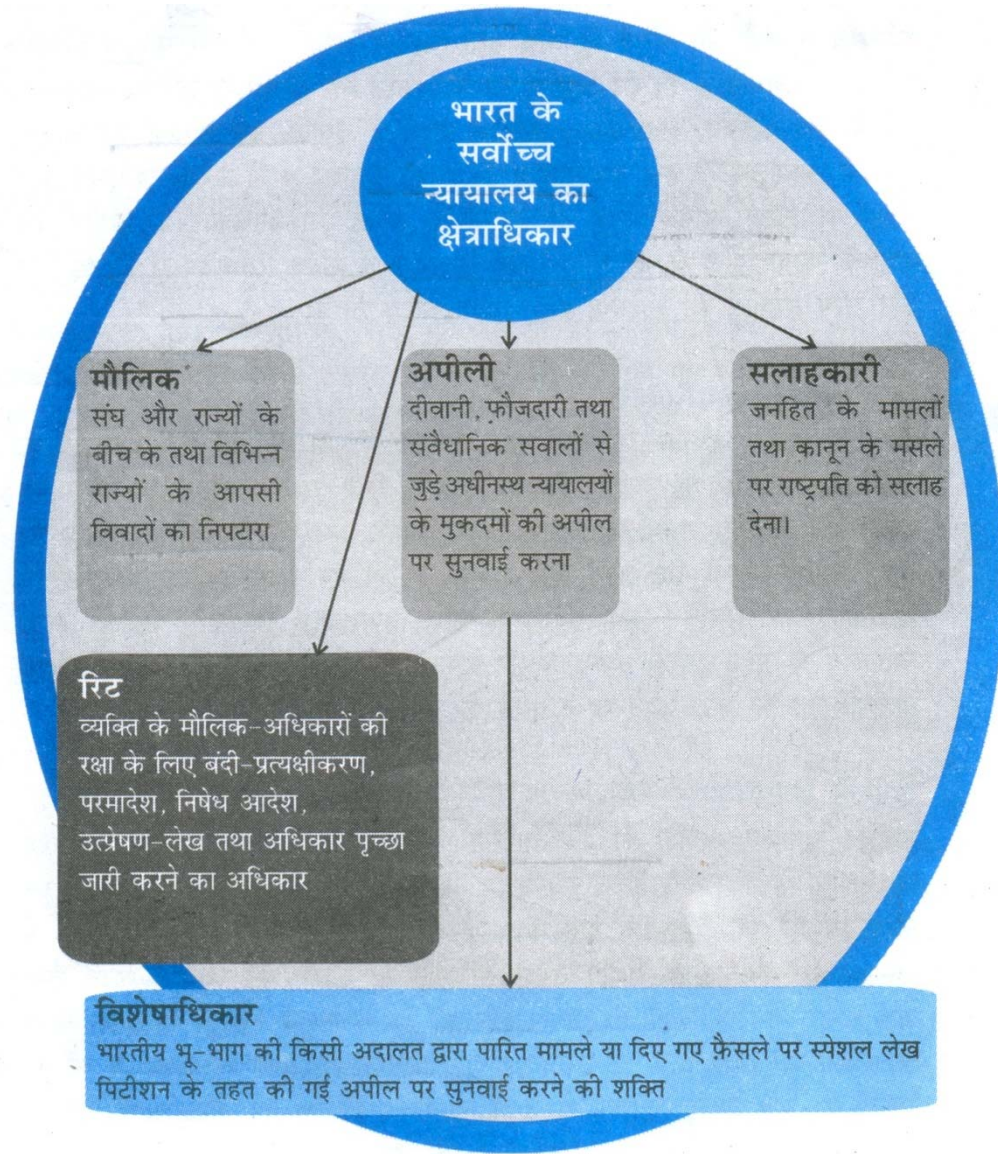 भारत के
सर्वोच्च
न्यायालय का
क्षेत्राधिकार
मौलिक
संघ और राज्यों के
बीच के तथा विभिन्न
राज्यों के आपसी
विवादों का निपटारा
अपीली
दीवानी, फौजदारी तथा
संवैधानिक सवालों से
जुड़े अधीनस्थ न्यायालयों
के मुकदमों की अपील
पर सुनवाई करना
सलाहकारी
जनहित के मामलों
तथा क़ानून के मसले
पर राष्ट्रपति को सलाह
देना।
रिट
व्यक्ति के मौलिक-अधिकारों की
रक्षा के लिए बंदी-प्रत्यक्षीकरण,
परमादेश, निषेध आदेश,
उत्प्रेषण-लेख तथा अधिकार पृच्छा
जारी करने का अधिकार
विशेषाधिकार
भारतीय भू-भाग की किसी अदालत द्वारा पारित मामले या दिए गए फ़ैसले पर स्पेशल लेख
पिटीशन के तहत की गई अपील पर सुनवाई करने की शक्ति